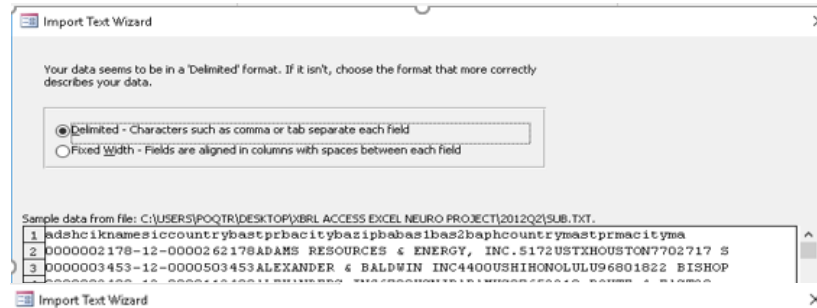 Import Text Wizard
Your data seems to be in a 'Delimited' format. If it isn't, choose the format that more correctly
describes your data.
Delimited - Characters such as comma or tab separate each field
Fixed Width - Fields are aligned in columns with spaces between each field
Sample data from file: C:\USERS\POQTR\DESKTOP\XBRL ACCESS EXCEL NEURO PROJECT\2012Q2\SUB.TXT.
1 adshciknamesiccountrybastprbacitybazipbabas1bas2baphcountrymastprmacityma
2 0000002178-12-0000262178ADAMS RESOURCES & ENERGY, INC.5172USTXHOUSTON7702717 S
3 0000003453-12-0000503453ALEXANDER & BALDWIN INC4400USHIHONOLULU96801822 BISHOP
Import Text Wizard